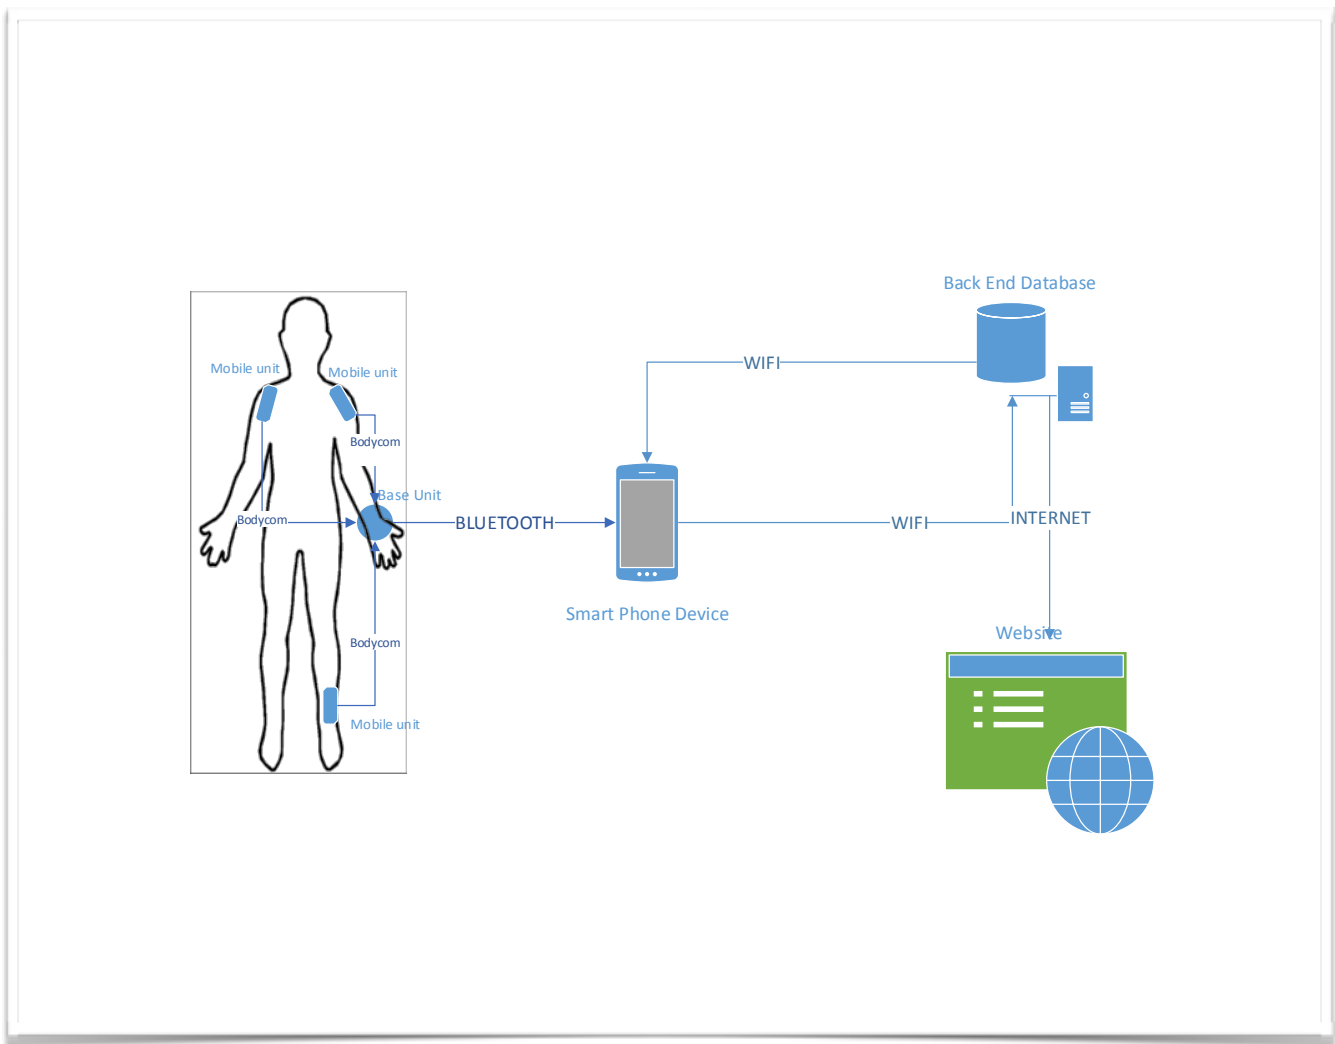 Back End Database
WIFI
Mobile unit
Mobile unit
Bodycom
Base Unit
Bodycom
BLUETOOTH
WIFI
INTERNET
Smart Phone Device
Website
Bodycom
Mobile unit